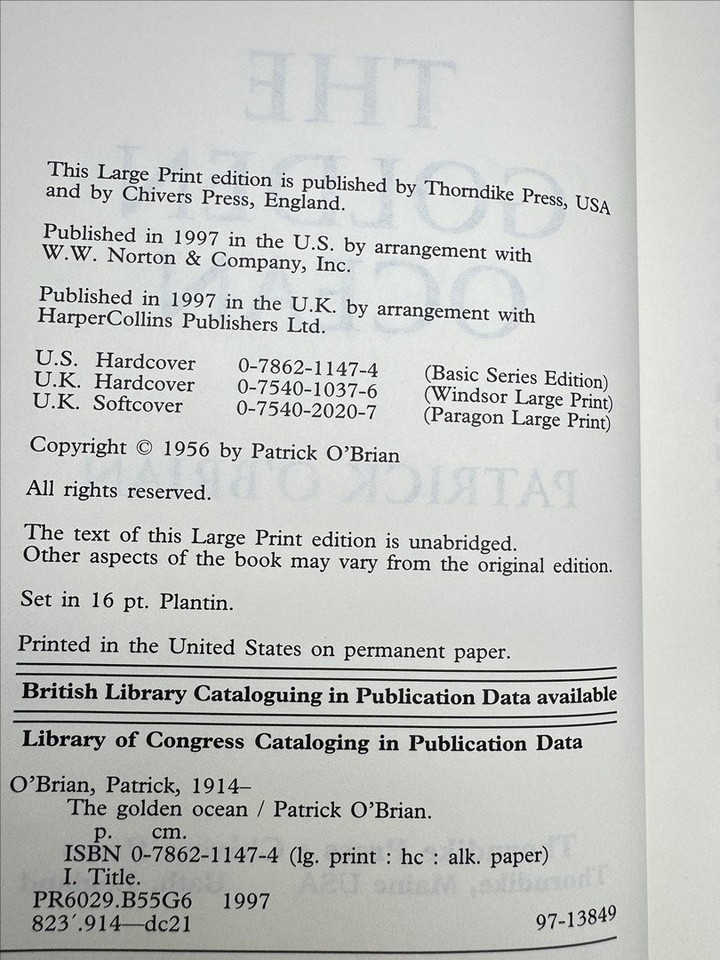 This Large Print edition is published by Thorndike Press, USA
and by Chivers Press, England.
Published in 1997 in the U.S. by arrangement with
W.W. Norton & Company, Inc.
Published in 1997 in the U.K. by arrangement with
HarperCollins Publishers Ltd.
U.S. Hardcover 0-7862-1147-4 (Basic Series Edition)
U.K. Hardcover 0-7540-1037-6 (Windsor Large Print)
U.K. Softcover 0-7540-2020-7 (Paragon Large Print)
Copyright © 1956 by Patrick O'Brian
All rights reserved.
The text of this Large Print edition is unabridged.
Other aspects of the book may vary from the original edition.
Set in 16 pt. Plantin.
Printed in the United States on permanent paper.
British Library Cataloguing in Publication Data available
Library of Congress Cataloging in Publication Data
O'Brian, Patrick, 1914–
The golden ocean / Patrick O'Brian.
p. cm.
ISBN 0-7862-1147-4 (lg. print : hc : alk. paper)
I. Title.
PR6029.B55G6 1997
823´.914—dc21 97-13849